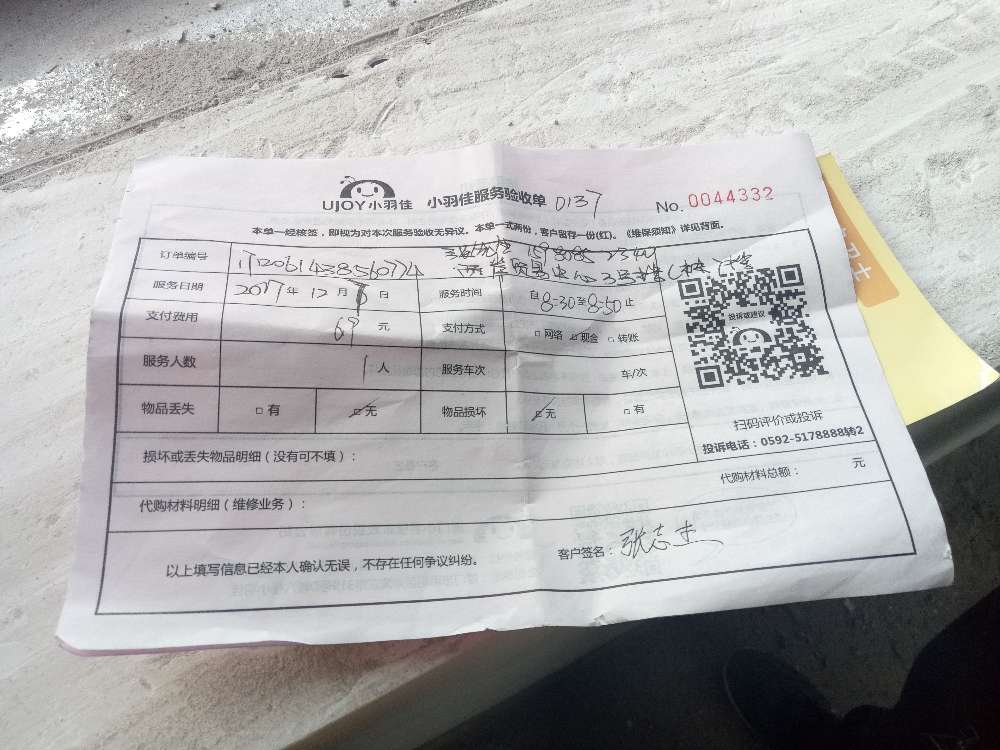 UJOY小羽佳 小羽佳服务验收单 0137 No. 0044332
本单一经核签，即视为对本次服务验收无异议。本单一式两份，客户留存一份(红)。《维保须知》详见背面。
订单编号
服务日期 2017年12月 日 服务时间 自8-30至8-50止
支付费用 69 元 支付方式 □网络 ☑现金 □转账
服务人数 1人 服务车次 车/次
物品丢失 □有 ☑无 物品损坏 ☑无 □有
投诉或建议
扫码评价或投诉
投诉电话：0592-5178888转2
损坏或丢失物品明细（没有可不填）：
代购材料明细（维修业务）： 代购材料总额： 元
以上填写信息已经本人确认无误，不存在任何争议纠纷。 客户签名：张志杰